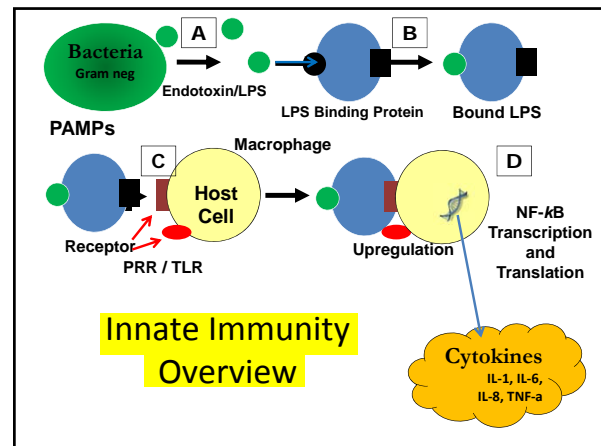 Bacteria
Gram neg
A
Endotoxin/LPS
B
LPS Binding Protein
Bound LPS
PAMPs
C
Macrophage
D
Host
Cell
Receptor
PRR / TLR
Upregulation
NF-kB
Transcription
and
Translation
Innate Immunity
Overview
Cytokines
IL-1, IL-6,
IL-8, TNF-a